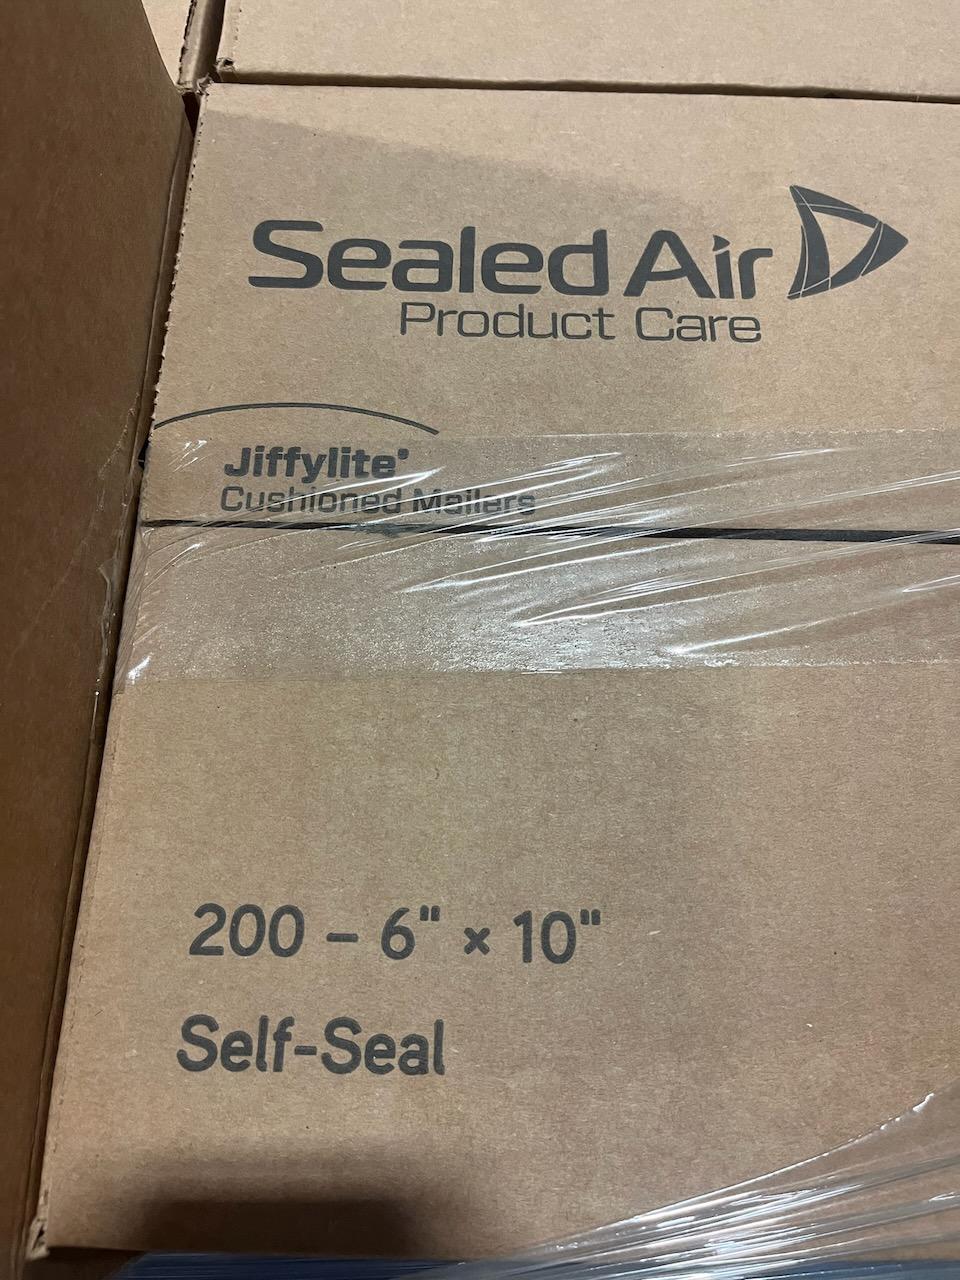 Sealed Air
Product Care
Jiffylite®
Cushioned Mailers
200 – 6" × 10"
Self-Seal